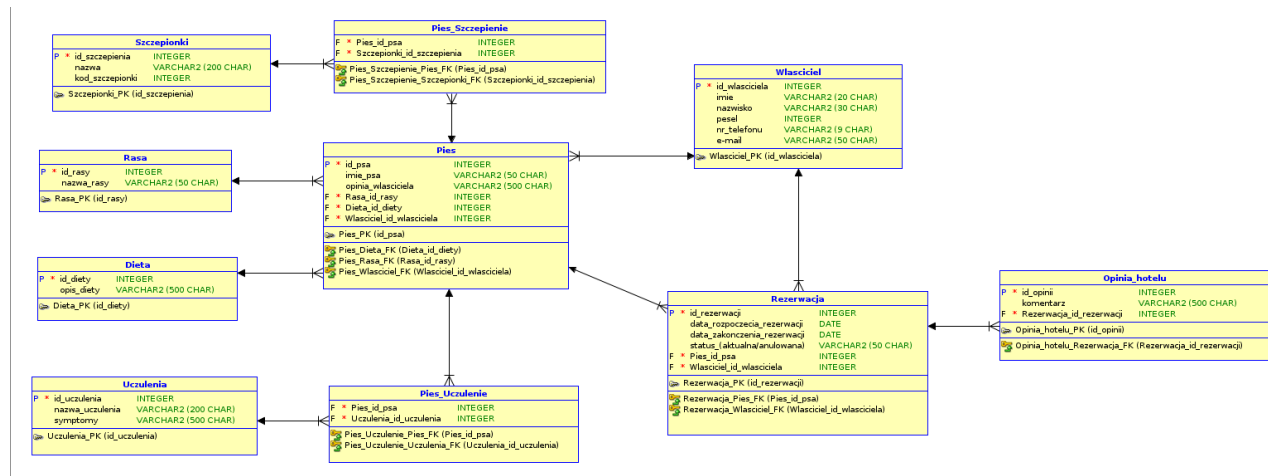 Szczepionki
P * id_szczepienia INTEGER
nazwa VARCHAR2 (200 CHAR)
kod_szczepionki INTEGER
Szczepionki_PK (id_szczepienia)
Pies_Szczepienie
F * Pies_id_psa INTEGER
F * Szczepionki_id_szczepienia INTEGER
Pies_Szczepienie_Pies_FK (Pies_id_psa)
Pies_Szczepienie_Szczepionki_FK (Szczepionki_id_szczepienia)
Wlasciciel
P * id_wlasciciela INTEGER
imie VARCHAR2 (20 CHAR)
nazwisko VARCHAR2 (30 CHAR)
pesel INTEGER
nr_telefonu VARCHAR2 (9 CHAR)
e-mail VARCHAR2 (50 CHAR)
Wlasciciel_PK (id_wlasciciela)
Rasa
P * id_rasy INTEGER
nazwa_rasy VARCHAR2 (50 CHAR)
Rasa_PK (id_rasy)
Pies
P * id_psa INTEGER
imie_psa VARCHAR2 (50 CHAR)
opinia_wlasciciela VARCHAR2 (500 CHAR)
F * Rasa_id_rasy INTEGER
F * Dieta_id_diety INTEGER
F * Wlasciciel_id_wlasciciela INTEGER
Pies_PK (id_psa)
Pies_Dieta_FK (Dieta_id_diety)
Pies_Rasa_FK (Rasa_id_rasy)
Pies_Wlasciciel_FK (Wlasciciel_id_wlasciciela)
Dieta
P * id_diety INTEGER
opis_diety VARCHAR2 (500 CHAR)
Dieta_PK (id_diety)
Rezerwacja
P * id_rezerwacji INTEGER
data_rozpoczecia_rezerwacji DATE
data_zakonczenia_rezerwacji DATE
status_(aktualna/anulowana) VARCHAR2 (50 CHAR)
F * Pies_id_psa INTEGER
F * Wlasciciel_id_wlasciciela INTEGER
Rezerwacja_PK (id_rezerwacji)
Rezerwacja_Pies_FK (Pies_id_psa)
Rezerwacja_Wlasciciel_FK (Wlasciciel_id_wlasciciela)
Opinia_hotelu
P * id_opinii INTEGER
komentarz VARCHAR2 (500 CHAR)
F * Rezerwacja_id_rezerwacji INTEGER
Opinia_hotelu_PK (id_opinii)
Opinia_hotelu_Rezerwacja_FK (Rezerwacja_id_rezerwacji)
Uczulenia
P * id_uczulenia INTEGER
nazwa_uczulenia VARCHAR2 (200 CHAR)
symptomy VARCHAR2 (500 CHAR)
Uczulenia_PK (id_uczulenia)
Pies_Uczulenie
F * Pies_id_psa INTEGER
F * Uczulenia_id_uczulenia INTEGER
Pies_Uczulenie_Pies_FK (Pies_id_psa)
Pies_Uczulenie_Uczulenia_FK (Uczulenia_id_uczulenia)